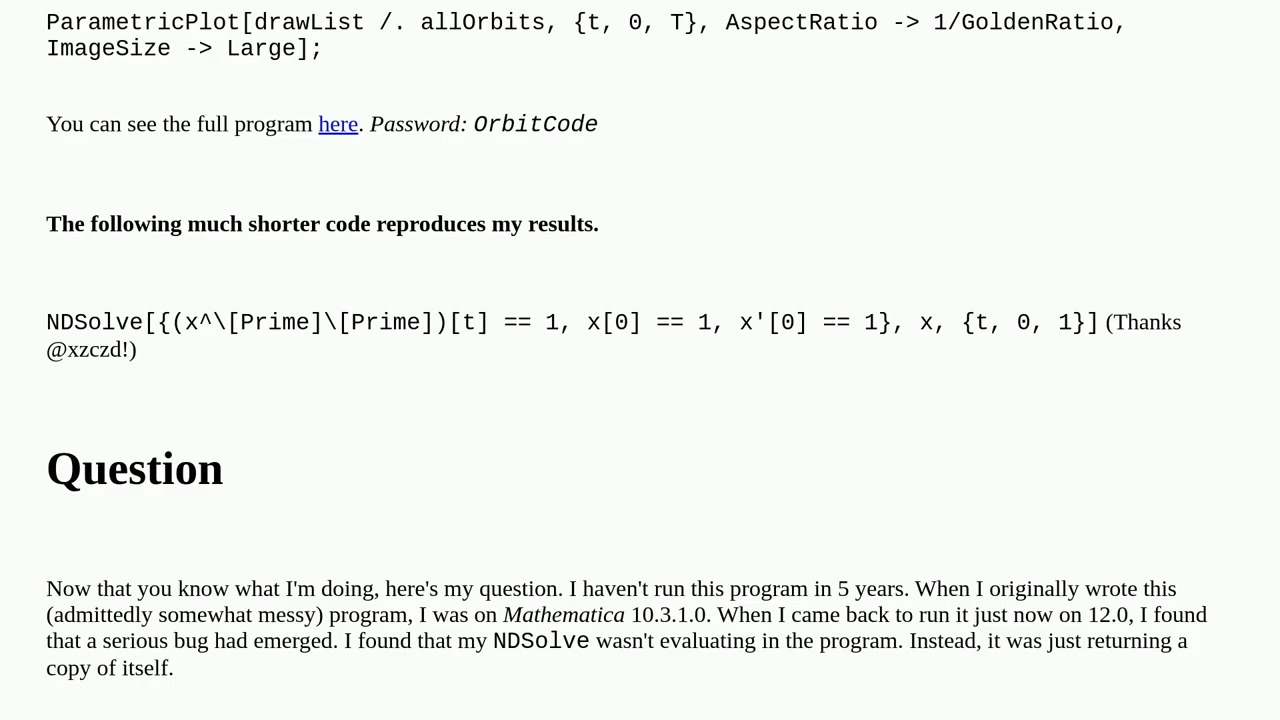 ParametricPlot[drawList /. allOrbits, {t, 0, T}, AspectRatio -> 1/GoldenRatio,
ImageSize -> Large];
You can see the full program here. Password: OrbitCode
The following much shorter code reproduces my results.
NDSolve[{(x^\[Prime]\[Prime])[t] == 1, x[0] == 1, x'[0] == 1}, x, {t, 0, 1}] (Thanks
@xzczd!)
Question
Now that you know what I'm doing, here's my question. I haven't run this program in 5 years. When I originally wrote this
(admittedly somewhat messy) program, I was on Mathematica 10.3.1.0. When I came back to run it just now on 12.0, I found
that a serious bug had emerged. I found that my NDSolve wasn't evaluating in the program. Instead, it was just returning a
copy of itself.